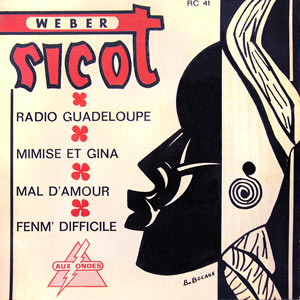 RC 41
WEBER
SICOT
RADIO GUADELOUPE
MIMISE ET GINA
MAL D'AMOUR
FENM' DIFFICILE
AUX ONDES
B. BOCAGE